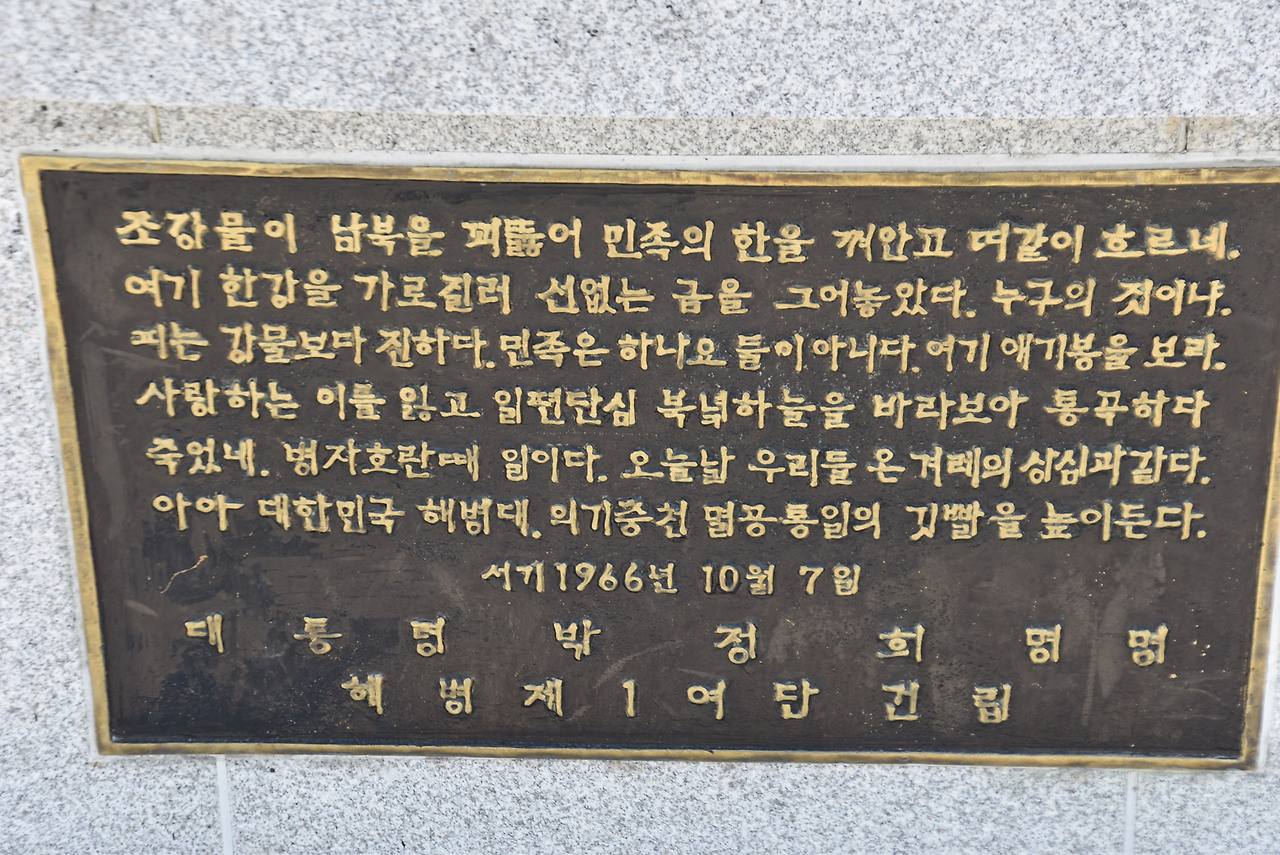 조강물이 남북을 꾀뚫어 민족의 한을 껴안고 떠같이 흐르네.
여기 한강을 가로질러 선없는 금을 그어놓았다. 누구의 짓이냐.
피는 강물보다 진하다. 민족은 하나요 둘이 아니다. 여기 애기봉을 보라.
사랑하는 이를 잃고 일편단심 북녘하늘을 바라보아 통곡하다
죽었네. 병자호란때 일이다. 오늘날 우리들 온겨레의 상심과 같다.
아아 대한민국 해병대. 의기충천 멸공통입의 깃빨을 높이든다.
서기1966년 10월 7일
대통령 박정희 명명
해병제1여단 건립